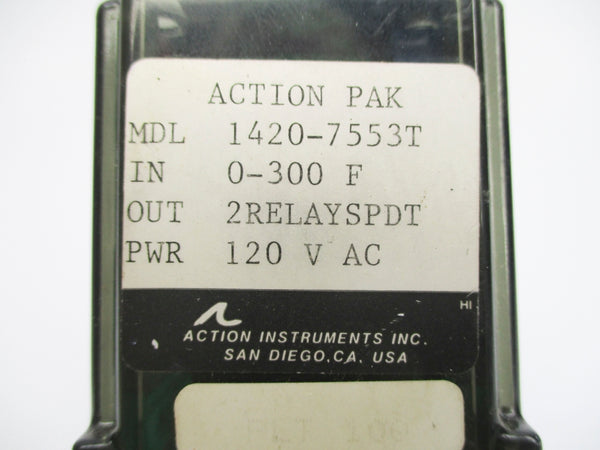 ACTION PAK
MDL 1420-7553T
IN 0-300 F
OUT 2RELAYSPDT
PWR 120 V AC
HI
ACTION INSTRUMENTS INC.
SAN DIEGO, CA. USA
100